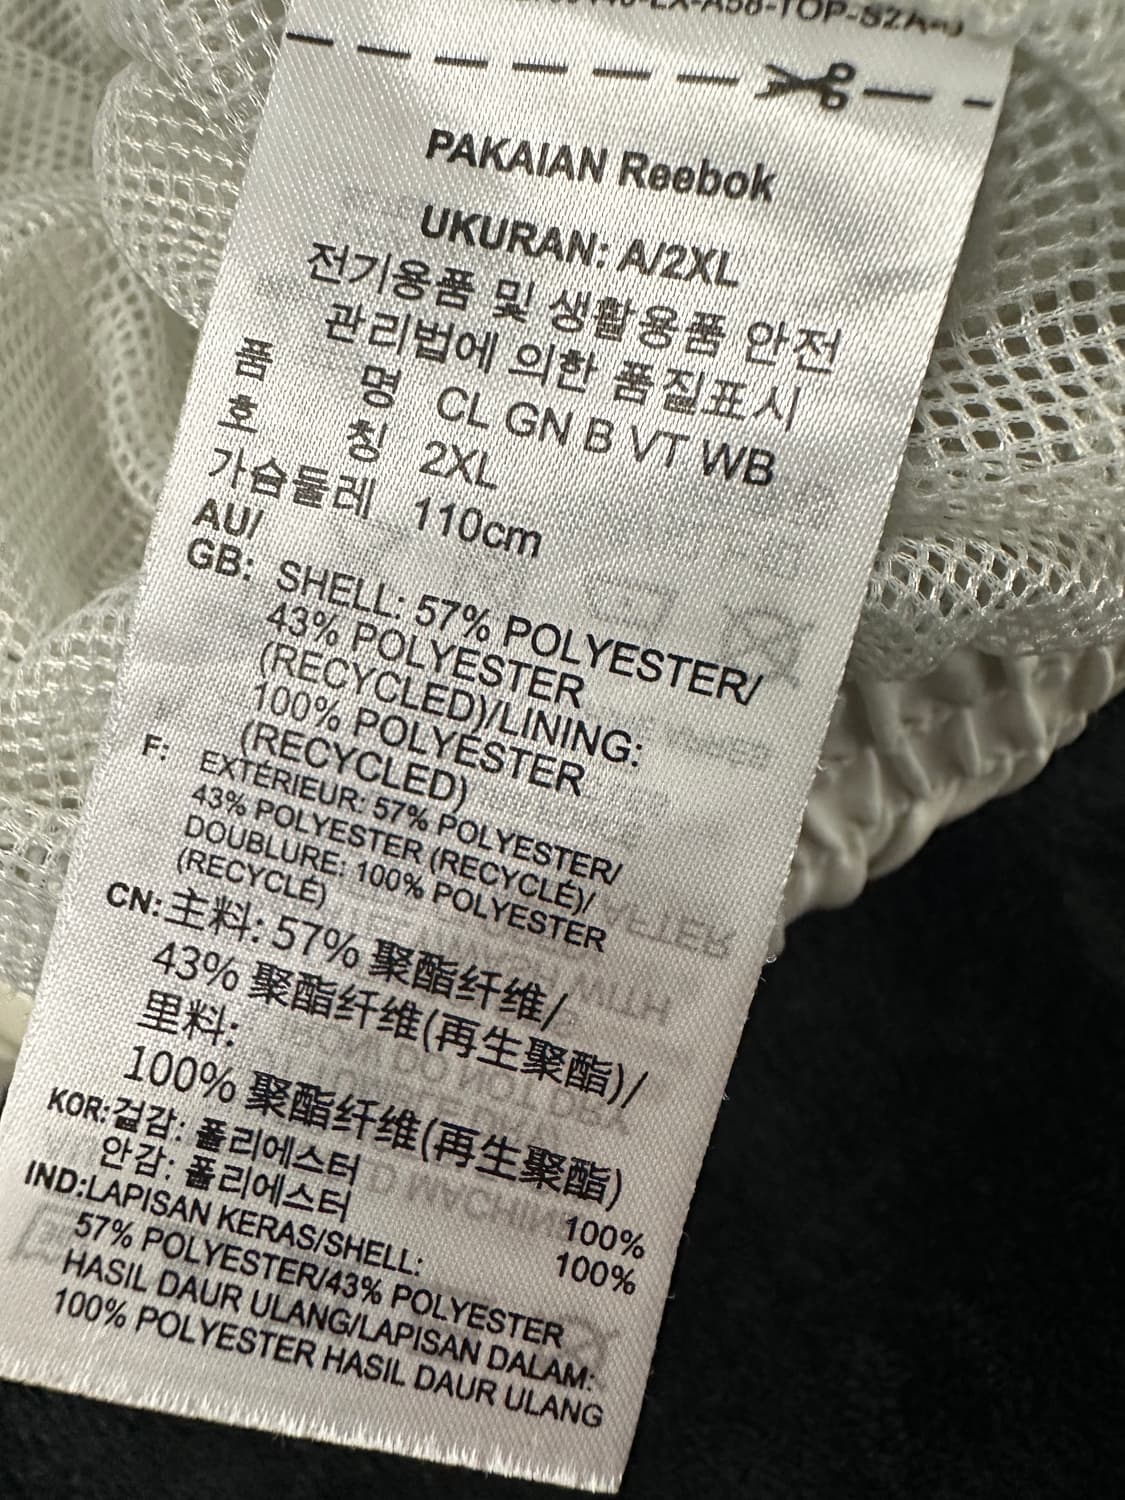 -LX-A58-TOP-S2A
PAKAIAN Reebok
UKURAN: A/2XL
전기용품 및 생활용품 안전
관리법에 의한 품질표시
품 명 CL GN B VT WB
호 칭 2XL
가슴둘레 110cm
AU/
GB: SHELL: 57% POLYESTER/
43% POLYESTER
(RECYCLED)/LINING:
100% POLYESTER
(RECYCLED)
F: EXTÉRIEUR: 57% POLYESTER/
43% POLYESTER (RECYCLÉ)/
DOUBLURE: 100% POLYESTER
(RECYCLÉ)
CN: 主料: 57% 聚酯纤维/
43% 聚酯纤维(再生聚酯)/
里料:
100% 聚酯纤维(再生聚酯)
KOR: 겉감: 폴리에스터 100%
안감: 폴리에스터 100%
IND: LAPISAN KERAS/SHELL:
57% POLYESTER/43% POLYESTER
HASIL DAUR ULANG/LAPISAN DALAM:
100% POLYESTER HASIL DAUR ULANG